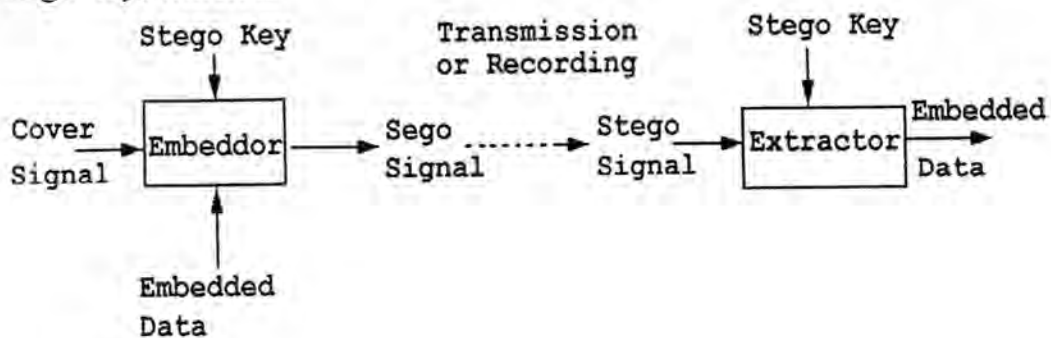 Stego Key
Transmission
or Recording
Stego Key
Cover
Signal
Embeddor
Sego
Signal
Stego
Signal
Extractor
Embedded
Data
Embedded
Data